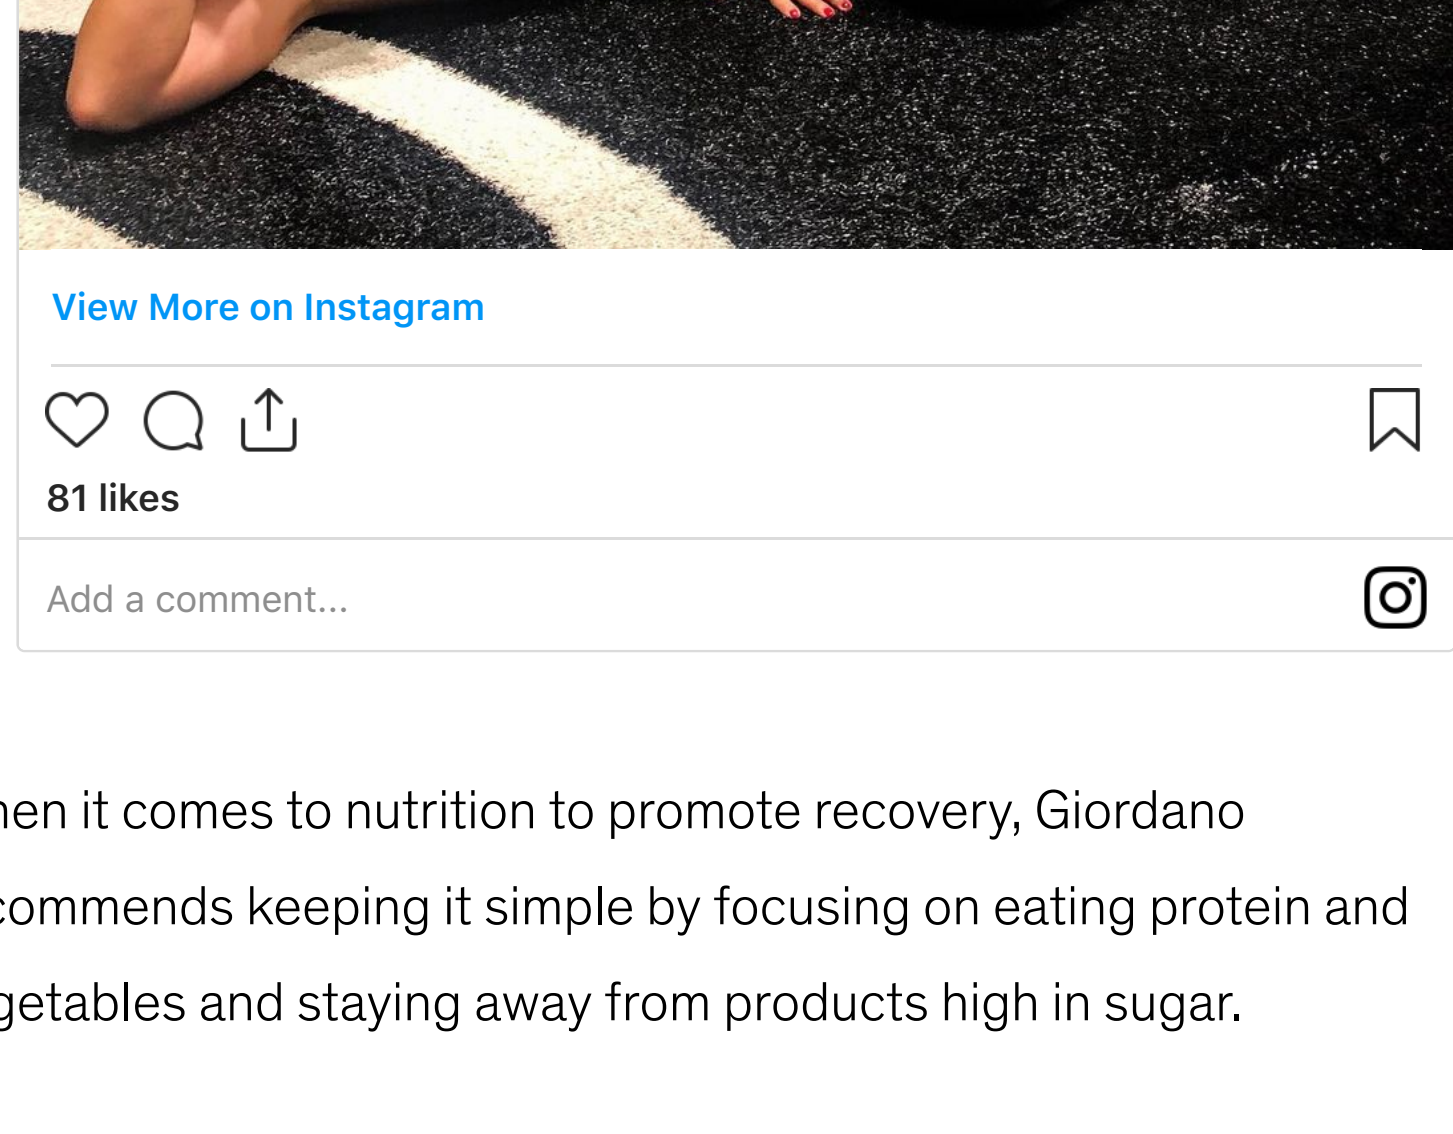 View More on Instagram
81 likes
Add a comment...
hen it comes to nutrition to promote recovery, Giordano
commends keeping it simple by focusing on eating protein and
getables and staying away from products high in sugar.